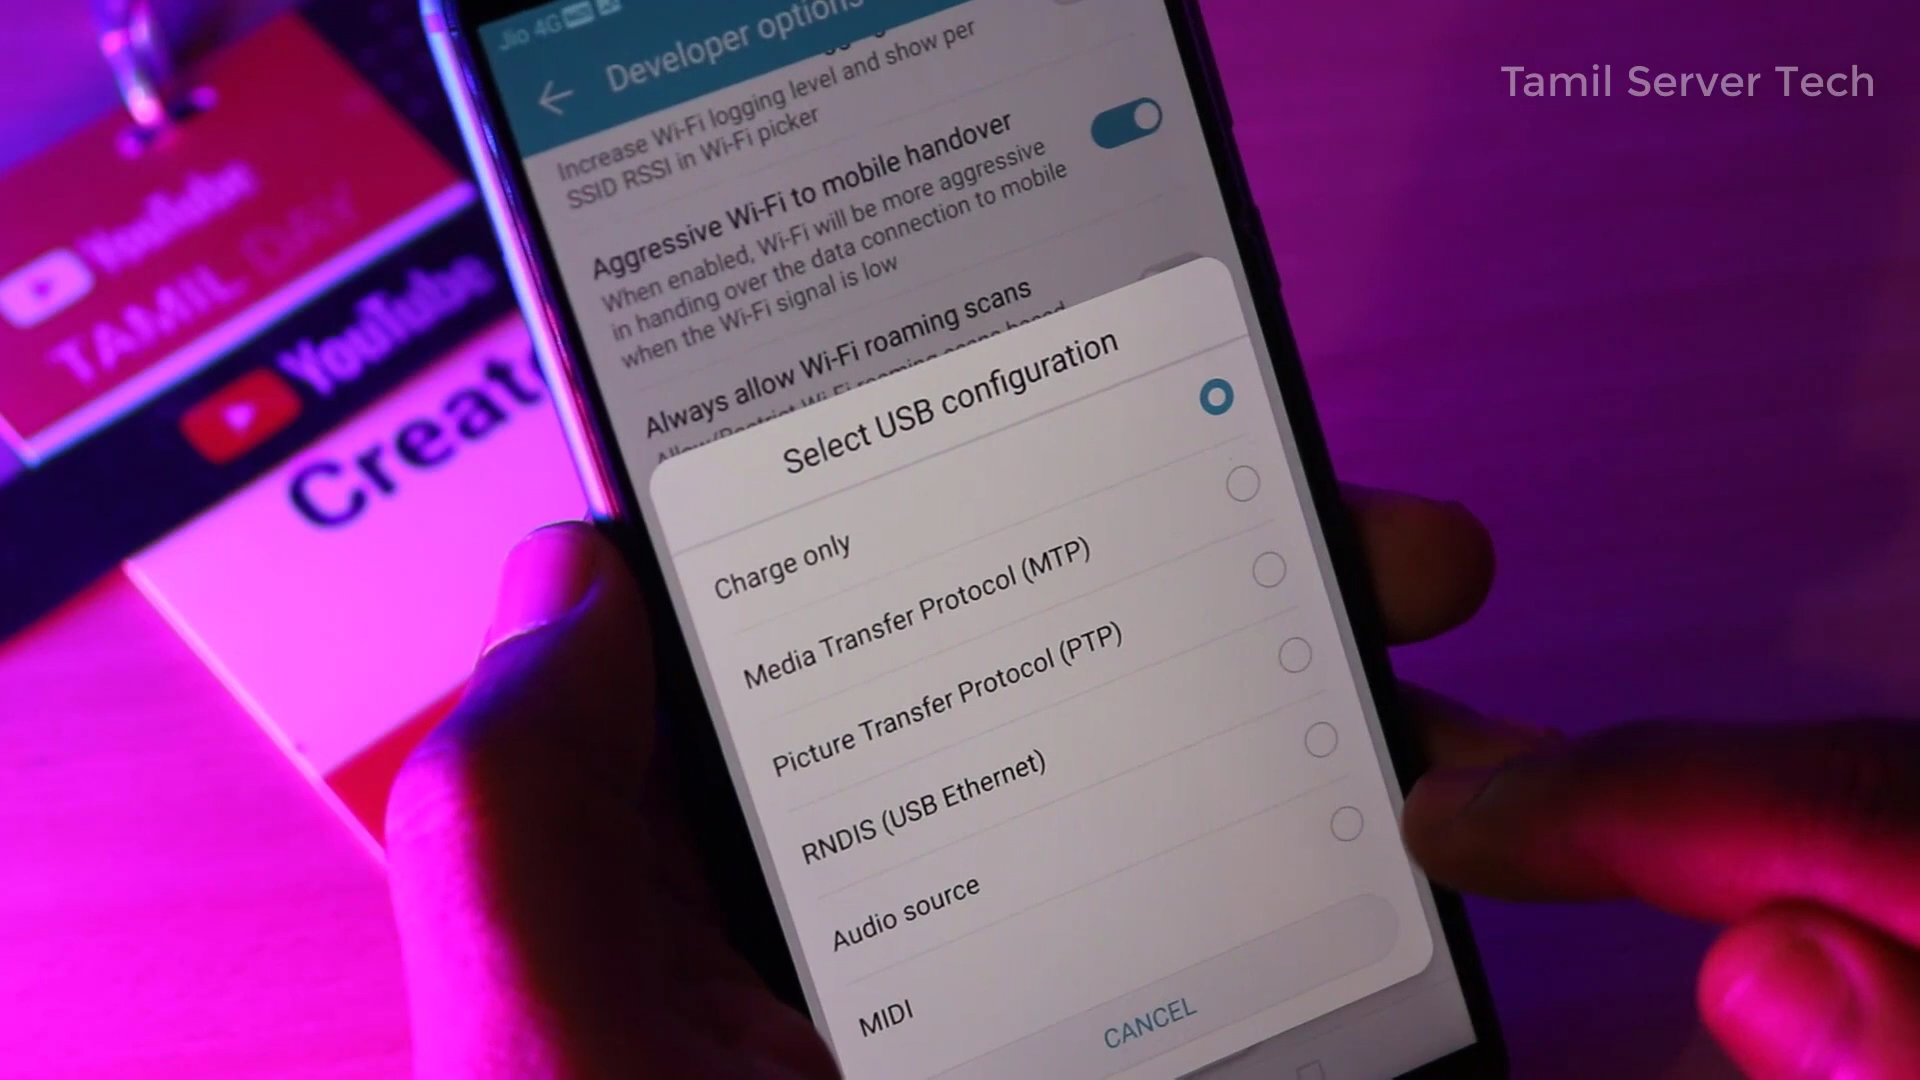 Tamil Server Tech
Jio 4G
Developer options
Increase Wi-Fi logging level and show per
SSID RSSI in Wi-Fi picker
Aggressive Wi-Fi to mobile handover
When enabled, Wi-Fi will be more aggressive
in handing over the data connection to mobile
when the Wi-Fi signal is low
Always allow Wi-Fi roaming scans
Select USB configuration
Charge only
Media Transfer Protocol (MTP)
Picture Transfer Protocol (PTP)
RNDIS (USB Ethernet)
Audio source
MIDI
CANCEL
YouTube
TAMIL DAY
YouTube